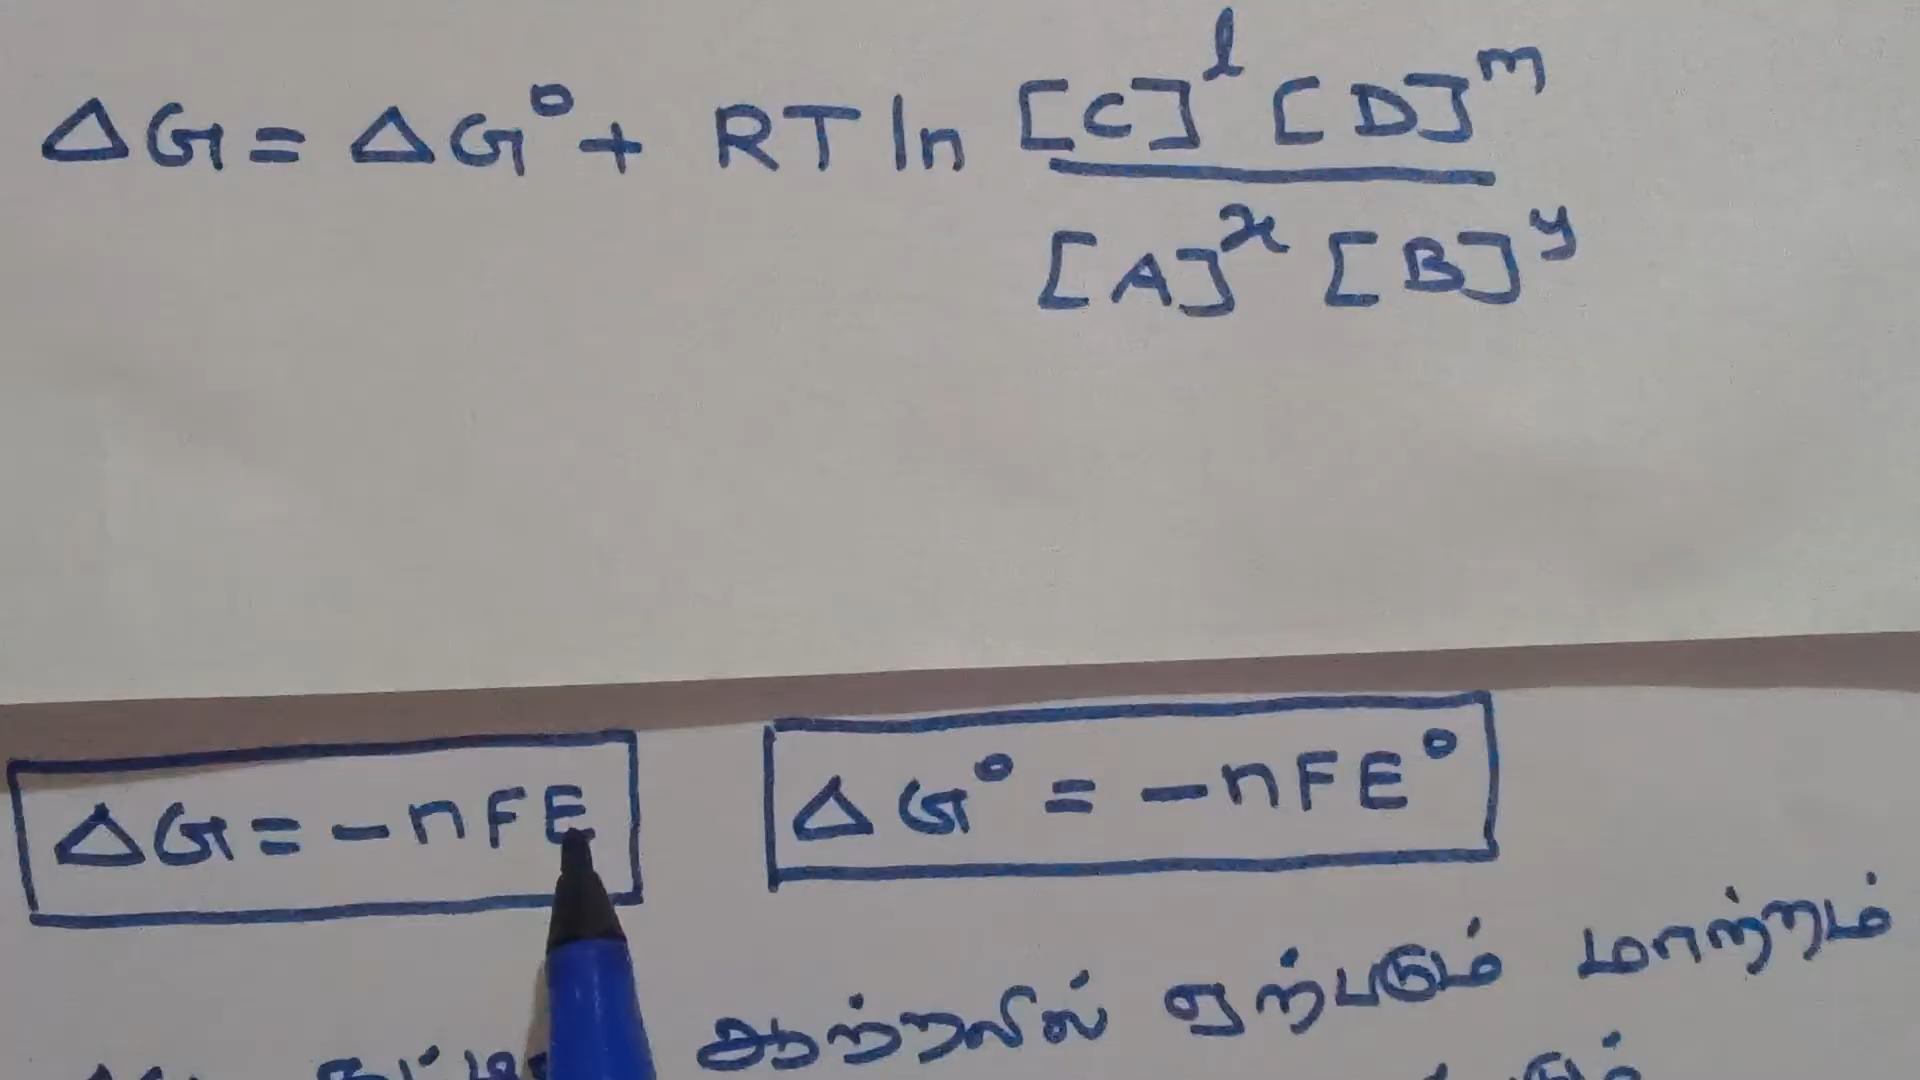 ΔG = ΔG° + RT ln [C]^l [D]^m / [A]^x [B]^y
ΔG = -nFE
ΔG° = -nFE°
ஆற்றலில் ஏற்படும் மாற்றம்